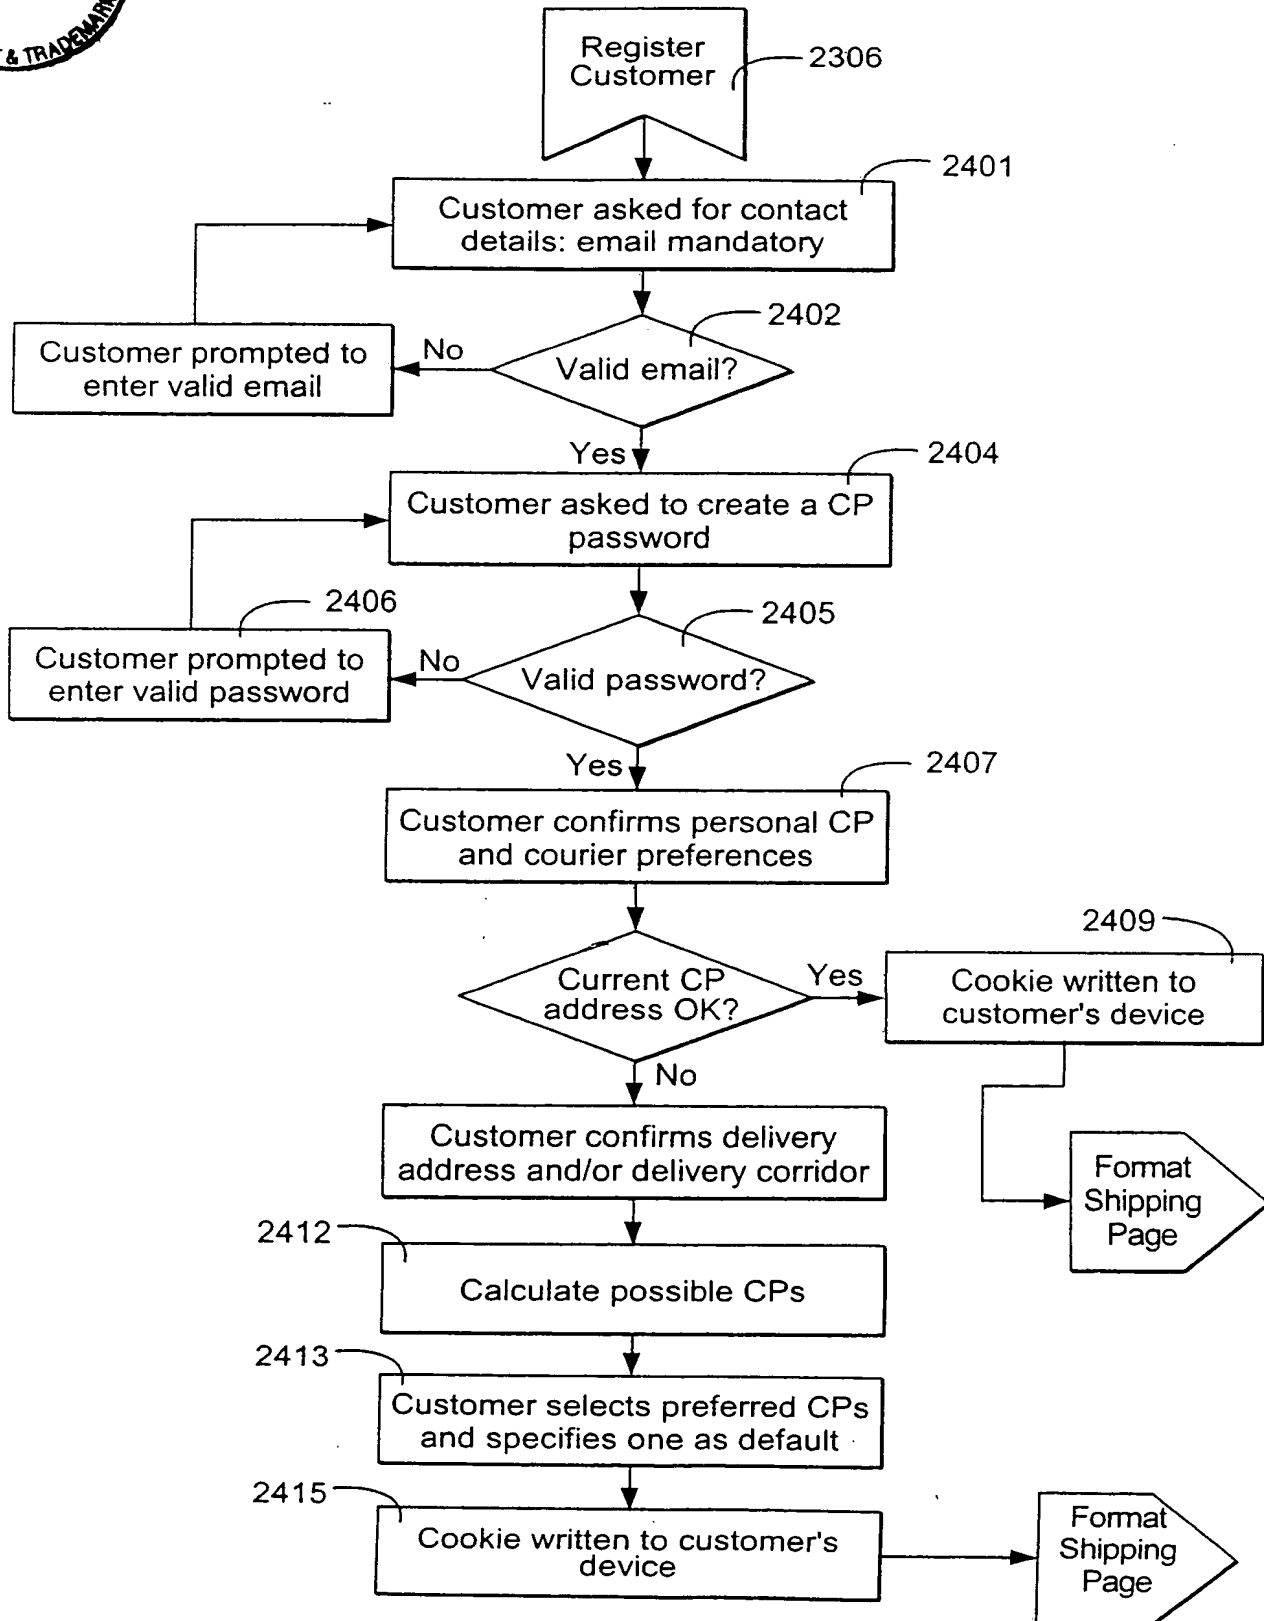 & TRADEMARK
Register
Customer
2306
2401
Customer asked for contact
details: email mandatory
2402
Valid email?
No
Customer prompted to
enter valid email
Yes
2404
Customer asked to create a CP
password
2406
2405
Customer prompted to
enter valid password
No
Valid password?
Yes
2407
Customer confirms personal CP
and courier preferences
2409
Current CP
address OK?
Yes
Cookie written to
customer's device
No
Customer confirms delivery
address and/or delivery corridor
Format
Shipping
Page
2412
Calculate possible CPs
2413
Customer selects preferred CPs
and specifies one as default
2415
Cookie written to customer's
device
Format
Shipping
Page